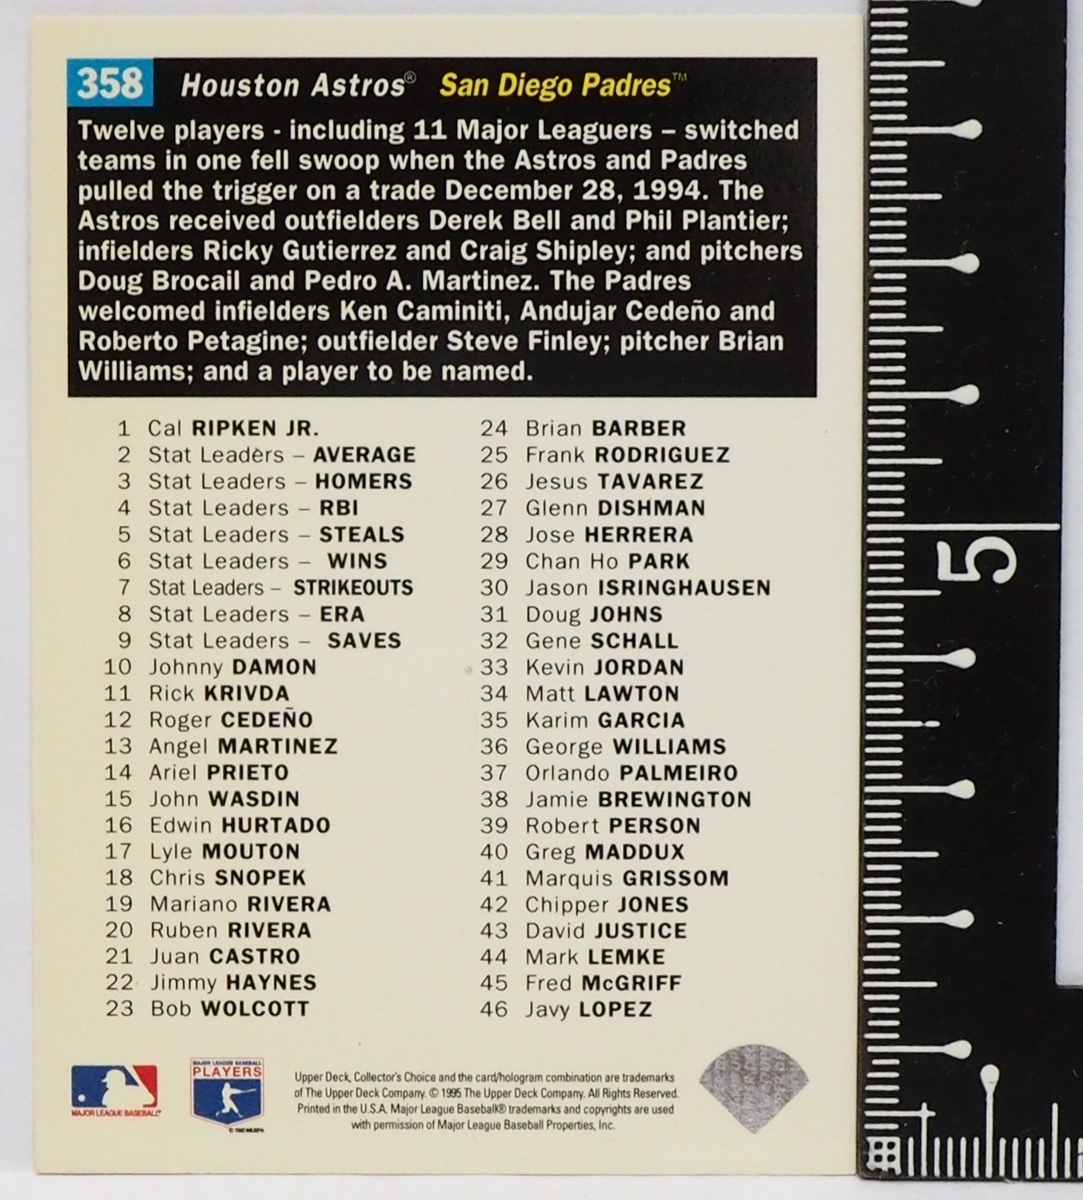 358 Houston Astros® San Diego Padres™
Twelve players - including 11 Major Leaguers – switched
teams in one fell swoop when the Astros and Padres
pulled the trigger on a trade December 28, 1994. The
Astros received outfielders Derek Bell and Phil Plantier;
infielders Ricky Gutierrez and Craig Shipley; and pitchers
Doug Brocail and Pedro A. Martinez. The Padres
welcomed infielders Ken Caminiti, Andujar Cedeño and
Roberto Petagine; outfielder Steve Finley; pitcher Brian
Williams; and a player to be named.
1 Cal RIPKEN JR.
2 Stat Leaders – AVERAGE
3 Stat Leaders – HOMERS
4 Stat Leaders – RBI
5 Stat Leaders – STEALS
6 Stat Leaders – WINS
7 Stat Leaders – STRIKEOUTS
8 Stat Leaders – ERA
9 Stat Leaders – SAVES
10 Johnny DAMON
11 Rick KRIVDA
12 Roger CEDEÑO
13 Angel MARTINEZ
14 Ariel PRIETO
15 John WASDIN
16 Edwin HURTADO
17 Lyle MOUTON
18 Chris SNOPEK
19 Mariano RIVERA
20 Ruben RIVERA
21 Juan CASTRO
22 Jimmy HAYNES
23 Bob WOLCOTT
24 Brian BARBER
25 Frank RODRIGUEZ
26 Jesus TAVAREZ
27 Glenn DISHMAN
28 Jose HERRERA
29 Chan Ho PARK
30 Jason ISRINGHAUSEN
31 Doug JOHNS
32 Gene SCHALL
33 Kevin JORDAN
34 Matt LAWTON
35 Karim GARCIA
36 George WILLIAMS
37 Orlando PALMEIRO
38 Jamie BREWINGTON
39 Robert PERSON
40 Greg MADDUX
41 Marquis GRISSOM
42 Chipper JONES
43 David JUSTICE
44 Mark LEMKE
45 Fred McGRIFF
46 Javy LOPEZ
MAJOR LEAGUE BASEBALL
MAJOR LEAGUE BASEBALL
PLAYERS
Upper Deck, Collector's Choice and the card/hologram combination are trademarks
of The Upper Deck Company. © 1995 The Upper Deck Company. All Rights Reserved.
Printed in the U.S.A. Major League Baseball® trademarks and copyrights are used
with permission of Major League Baseball Properties, Inc.
5